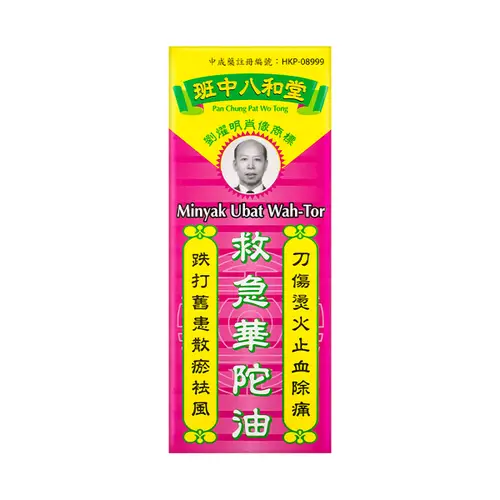 中成藥註冊編號：HKP-08999
班中八和堂
Pan Chung Pat Wo Tong
劉燿明肖像商標
Minyak Ubat Wah-Tor
救急華陀油
刀傷燙火止血除痛
跌打舊患散瘀祛風